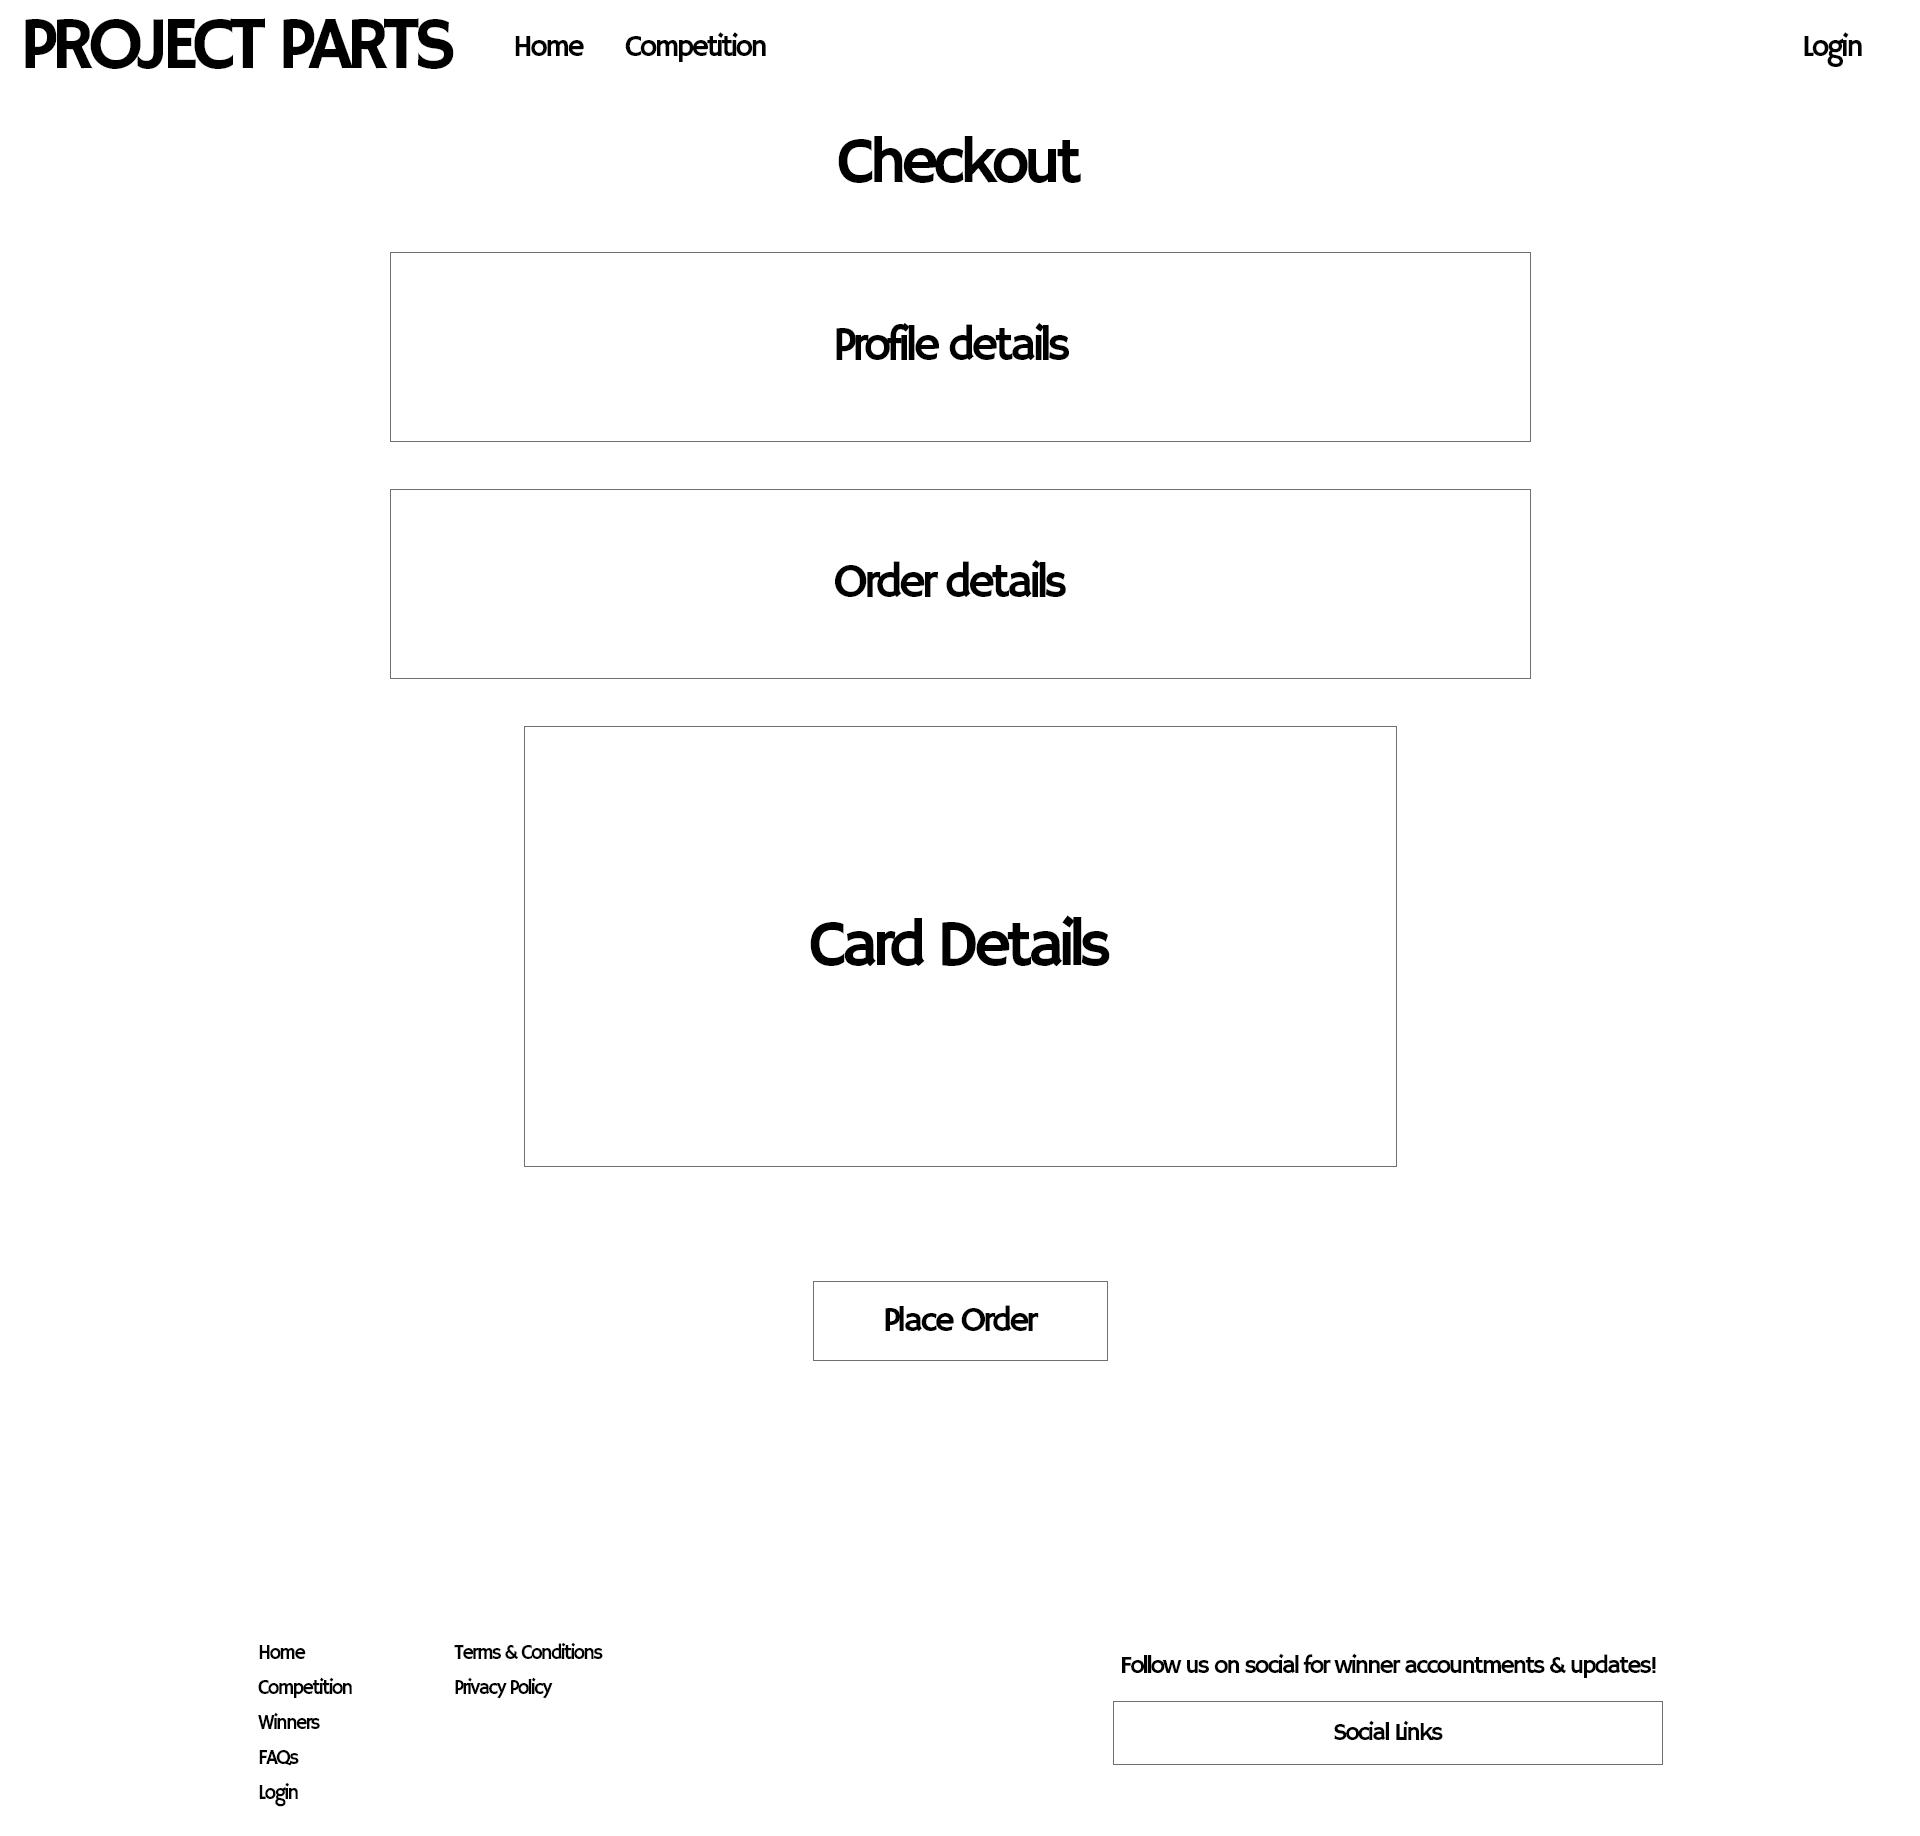 PROJECT PARTS
Home
Competition
Login
Checkout
Profile details
Order details
Card Details
Place Order
Home
Competition
Winners
FAQs
Login
Terms & Conditions
Privacy Policy
Follow us on social for winner accountments & updates!
Social Links